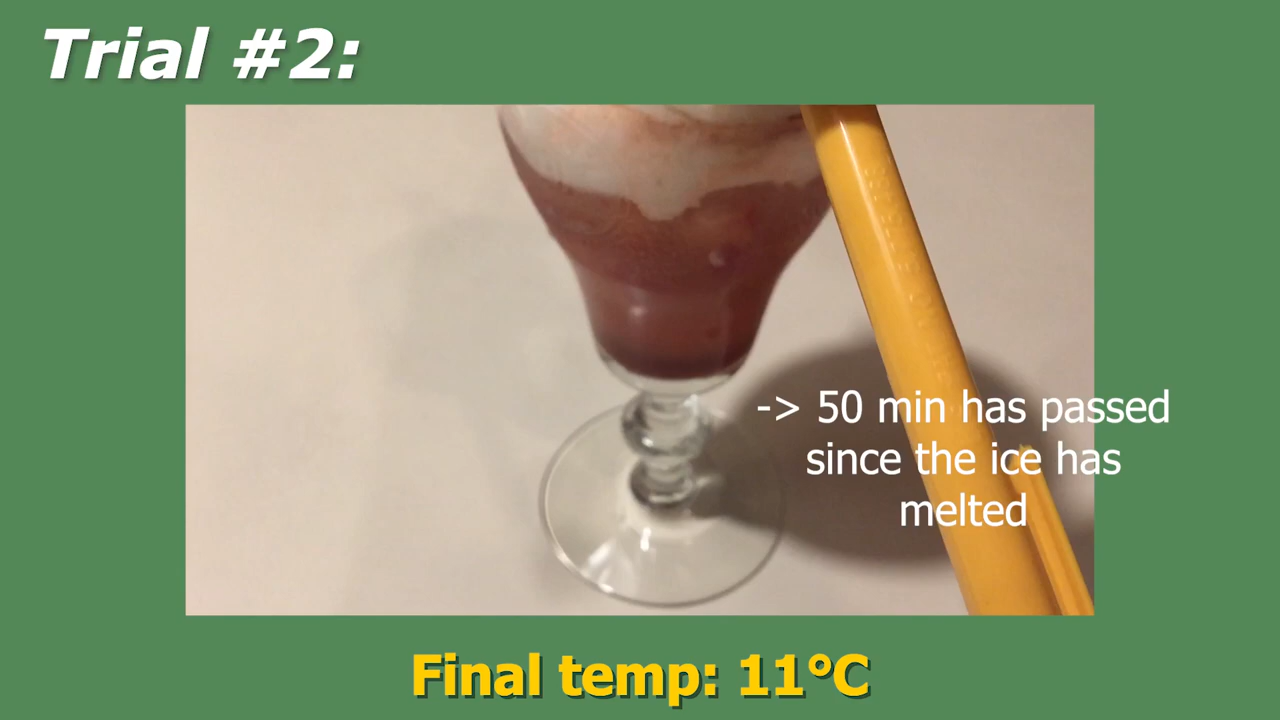 Trial #2:
-> 50 min has passed
since the ice has
melted
Final temp: 11°C